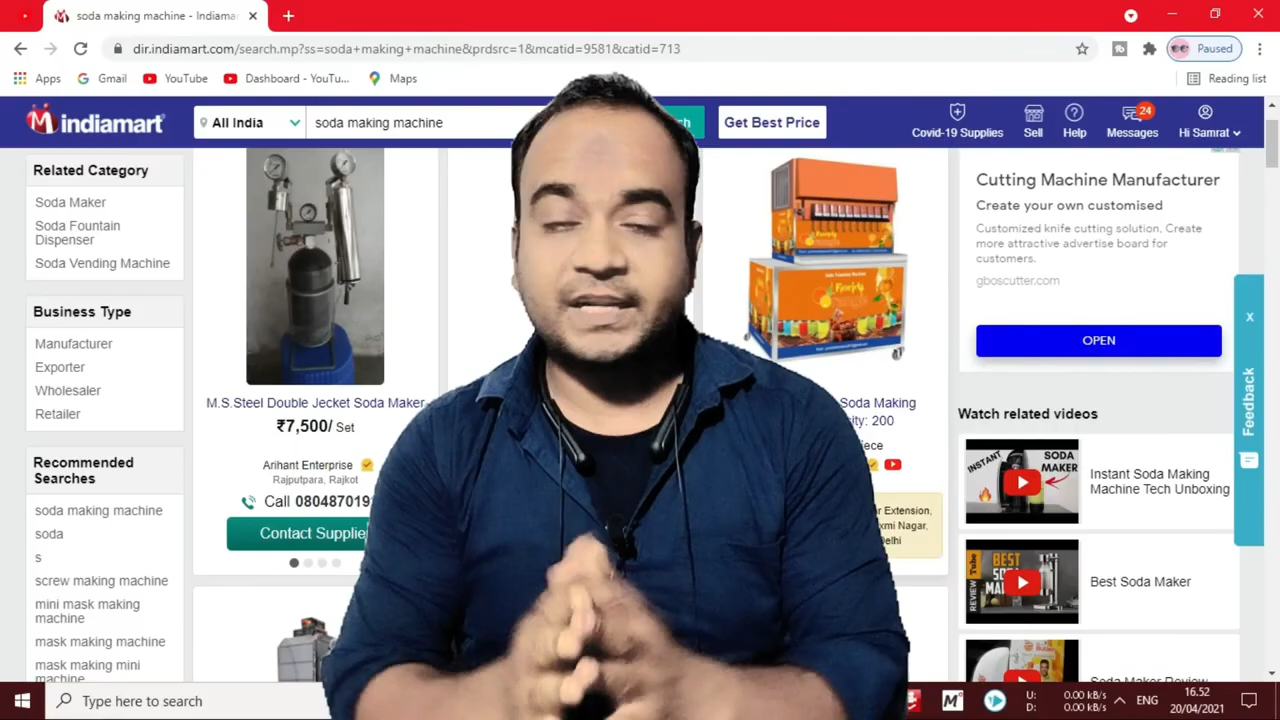 soda making machine - Indiamart
dir.indiamart.com/search.mp?ss=soda+making+machine&prdsrc=1&mcatid=9581&catid=713
Paused
Apps
Gmail
YouTube
Dashboard - YouTu...
Maps
Reading list
indiamart
All India
soda making machine
Get Best Price
Covid-19 Supplies
Sell
Help
24
Messages
Hi Samrat
Related Category
Soda Maker
Soda Fountain
Dispenser
Soda Vending Machine
Business Type
Manufacturer
Exporter
Wholesaler
Retailer
Recommended
Searches
soda making machine
soda
s
screw making machine
mini mask making
machine
mask making machine
mask making mini
machine
M.S.Steel Double Jecket Soda Maker
₹7,500/ Set
Arihant Enterprise
Rajputpara, Rajkot
Call 080487019
Contact Supplie
Soda Making
200
Extension,
Nagar,
Cutting Machine Manufacturer
Create your own customised
Customized knife cutting solution. Create
more attractive advertise board for
customers.
gboscutter.com
OPEN
x
Feedback
Watch related videos
INSTANT
SODA
MAKER
Instant Soda Making
Machine Tech Unboxing
BEST
REVIEW Tube
Best Soda Maker
Soda Maker Review
Type here to search
U: 0.00 kB/s
D: 0.00 kB/s
ENG
16.52
20/04/2021